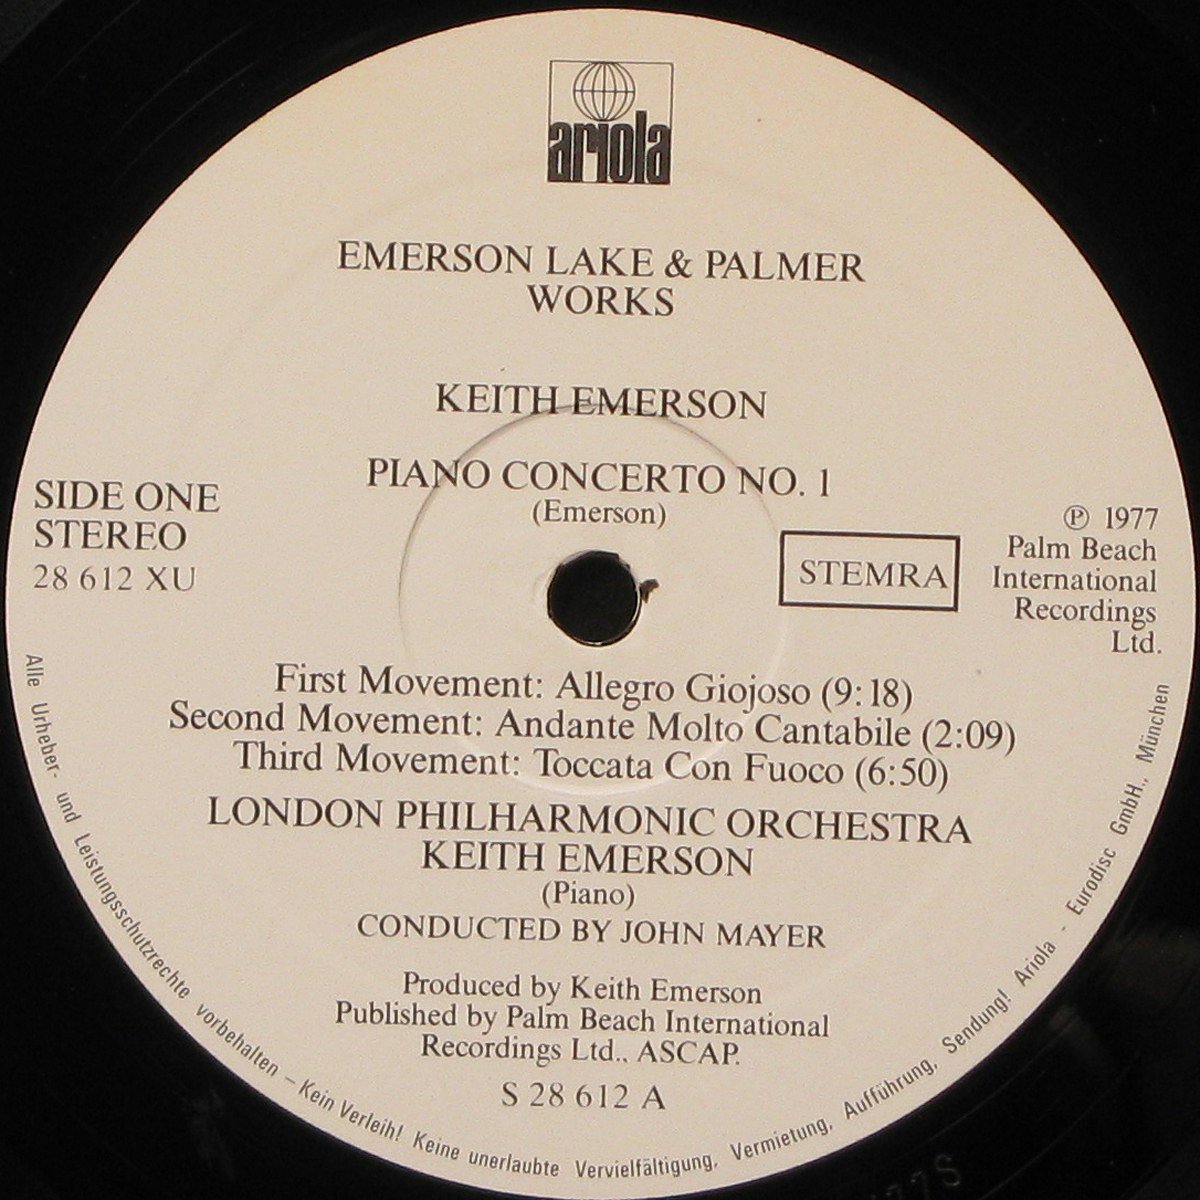 ariola
EMERSON LAKE & PALMER
WORKS
KEITH EMERSON
PIANO CONCERTO NO. 1
(Emerson)
SIDE ONE
STEREO
28 612 XU
STEMRA
℗ 1977
Palm Beach
International
Recordings
Ltd.
First Movement: Allegro Giojoso (9:18)
Second Movement: Andante Molto Cantabile (2:09)
Third Movement: Toccata Con Fuoco (6:50)
LONDON PHILHARMONIC ORCHESTRA
KEITH EMERSON
(Piano)
CONDUCTED BY JOHN MAYER
Produced by Keith Emerson
Published by Palm Beach International
Recordings Ltd., ASCAP.
S 28 612 A
Alle Urheber- und Leistungsschutzrechte vorbehalten – Kein Verleih! Keine unerlaubte Vervielfältigung, Vermietung, Aufführung, Sendung! Ariola - Eurodisc GmbH., München